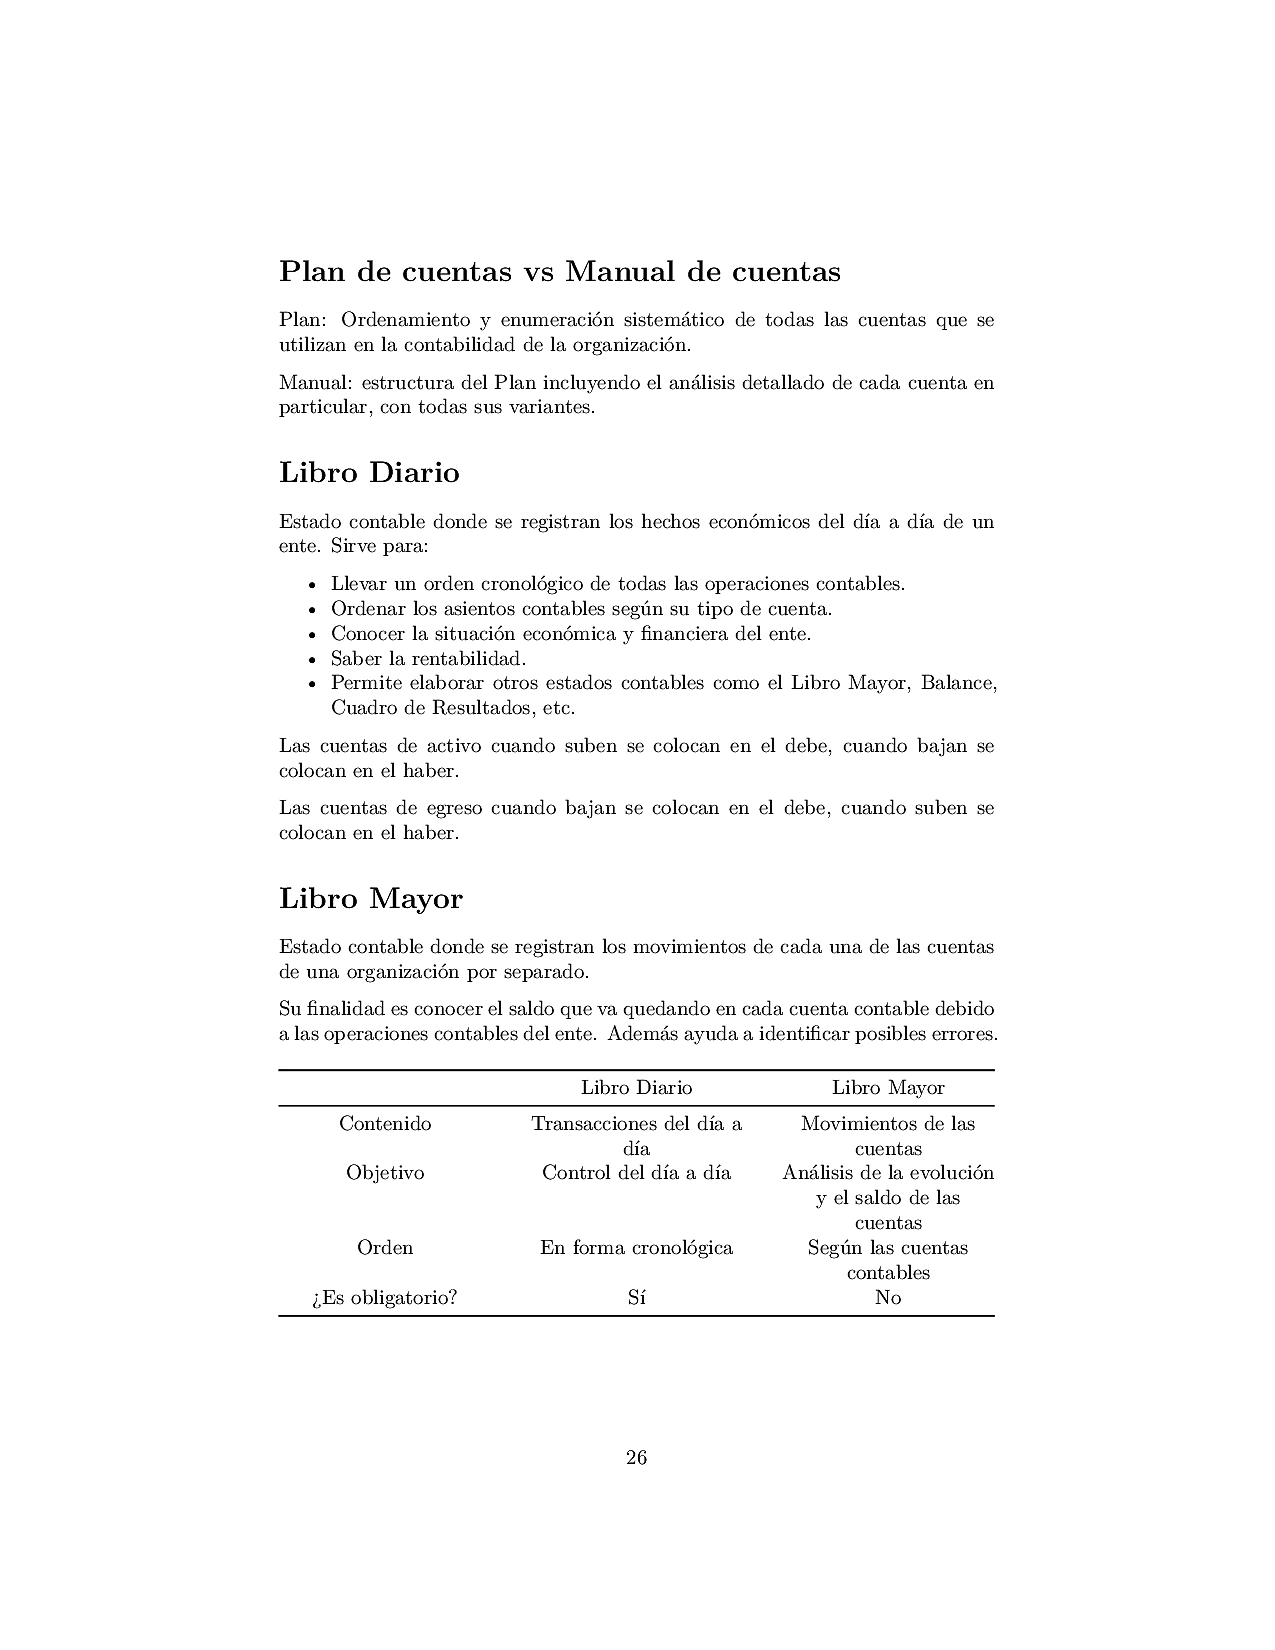 Plan de cuentas vs Manual de cuentas
Plan: Ordenamiento y enumeración sistemático de todas las cuentas que se
utilizan en la contabilidad de la organización.
Manual: estructura del Plan incluyendo el análisis detallado de cada cuenta en
particular, con todas sus variantes.
Libro Diario
Estado contable donde se registran los hechos económicos del día a día de un
ente. Sirve para:
• Llevar un orden cronológico de todas las operaciones contables.
• Ordenar los asientos contables según su tipo de cuenta.
• Conocer la situación económica y financiera del ente.
• Saber la rentabilidad.
• Permite elaborar otros estados contables como el Libro Mayor, Balance,
Cuadro de Resultados, etc.
Las cuentas de activo cuando suben se colocan en el debe, cuando bajan se
colocan en el haber.
Las cuentas de egreso cuando bajan se colocan en el debe, cuando suben se
colocan en el haber.
Libro Mayor
Estado contable donde se registran los movimientos de cada una de las cuentas
de una organización por separado.
Su finalidad es conocer el saldo que va quedando en cada cuenta contable debido
a las operaciones contables del ente. Además ayuda a identificar posibles errores.
Libro Diario Libro Mayor
Contenido Transacciones del día a Movimientos de las
día cuentas
Objetivo Control del día a día Análisis de la evolución
y el saldo de las
cuentas
Orden En forma cronológica Según las cuentas
contables
¿Es obligatorio? Sí No
26